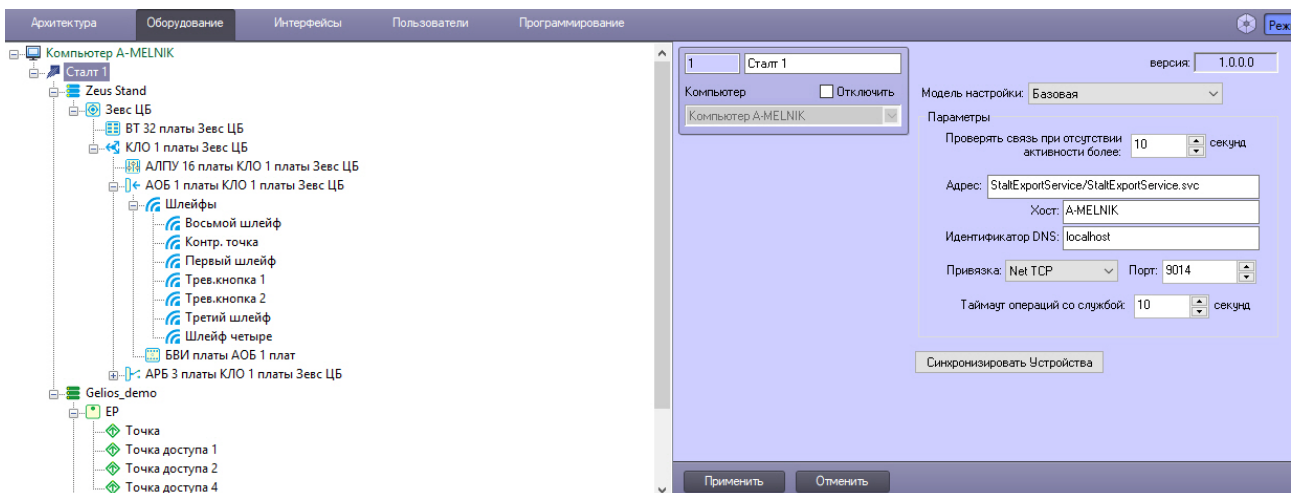 Архитектура Оборудование Интерфейсы Пользователи Программирование
Компьютер A-MELNIK
Сталт 1
Zeus Stand
Зевс ЦБ
ВТ 32 платы Зевс ЦБ
КЛО 1 платы Зевс ЦБ
АЛПУ 16 платы КЛО 1 платы Зевс ЦБ
АОБ 1 платы КЛО 1 платы Зевс ЦБ
Шлейфы
Восьмой шлейф
Контр. точка
Первый шлейф
Трев.кнопка 1
Трев.кнопка 2
Третий шлейф
Шлейф четыре
БВИ платы АОБ 1 плат
АРБ 3 платы КЛО 1 платы Зевс ЦБ
Gelios_demo
EP
Точка
Точка доступа 1
Точка доступа 2
Точка доступа 4
1 Сталт 1
Компьютер Отключить
Компьютер A-MELNIK
версия: 1.0.0.0
Модель настройки: Базовая
Параметры
Проверять связь при отсутствии
активности более: 10 секунд
Адрес: StaltExportService/StaltExportService.svc
Хост: A-MELNIK
Идентификатор DNS: localhost
Привязка: Net TCP Порт: 9014
Таймаут операций со службой: 10 секунд
Синхронизировать Устройства
Применить Отменить